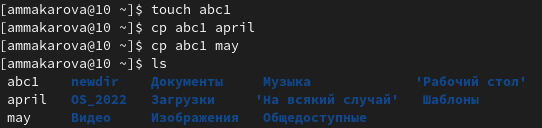 [ammakarova@10 ~]$ touch abc1
[ammakarova@10 ~]$ cp abc1 april
[ammakarova@10 ~]$ cp abc1 may
[ammakarova@10 ~]$ ls
abc1 newdir Документы Музыка 'Рабочий стол'
april OS_2022 Загрузки 'На всякий случай' Шаблоны
may Видео Изображения Общедоступные